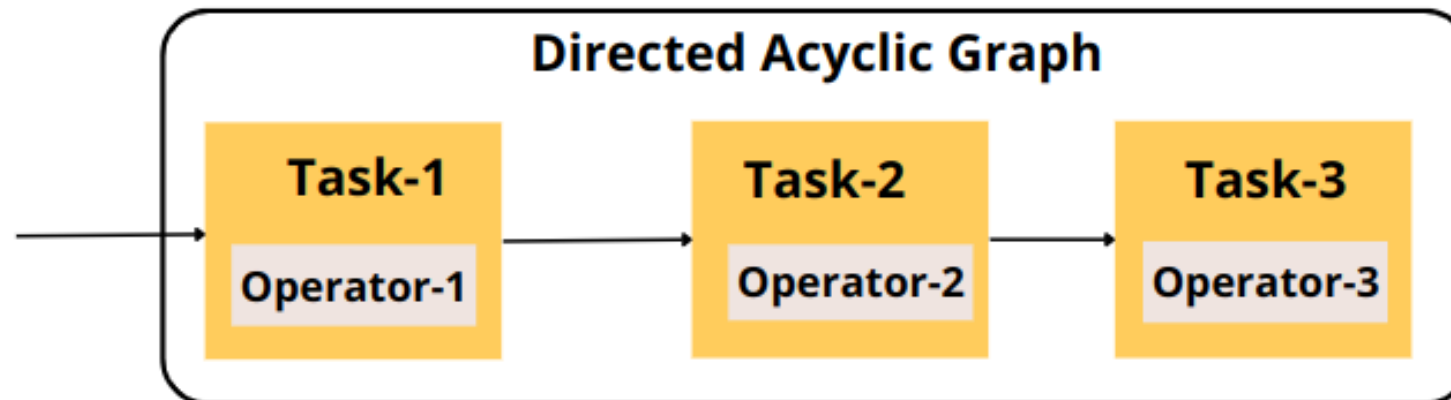 Directed Acyclic Graph
Task-1
Operator-1
Task-2
Operator-2
Task-3
Operator-3